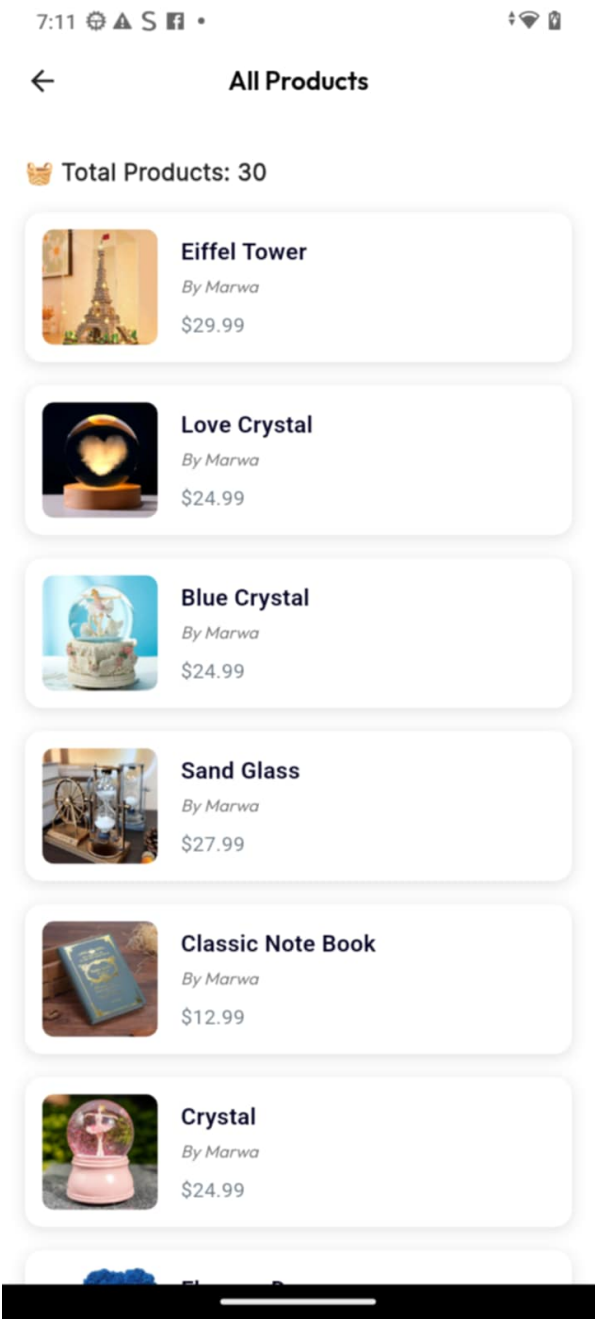 7:11
All Products
Total Products: 30
Eiffel Tower
By Marwa
$29.99
Love Crystal
By Marwa
$24.99
Blue Crystal
By Marwa
$24.99
Sand Glass
By Marwa
$27.99
Classic Note Book
By Marwa
$12.99
Crystal
By Marwa
$24.99